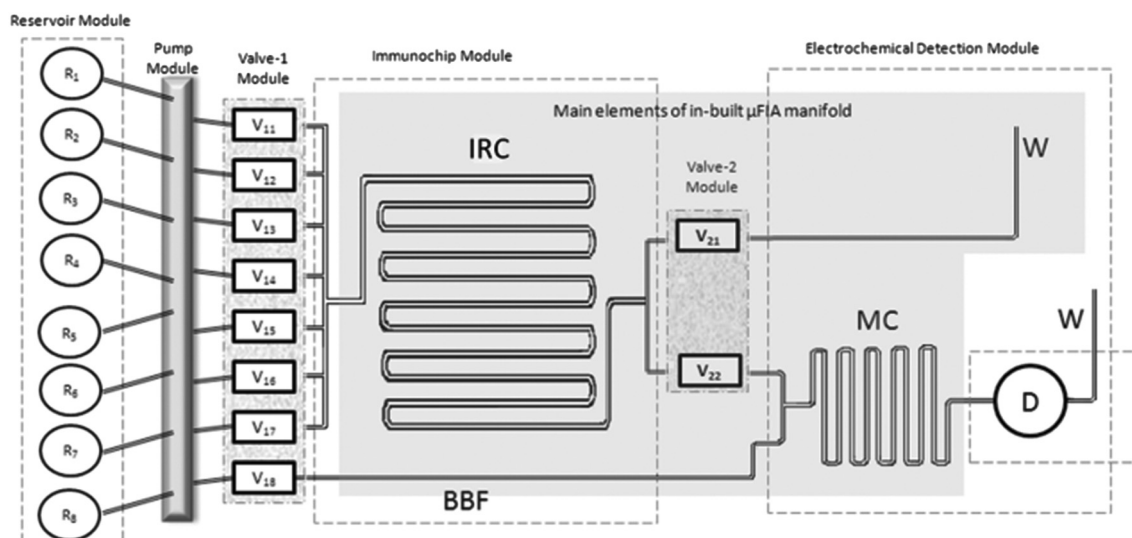 Reservoir Module
Pump
Module
Valve-1
Module
Immunochip Module
Electrochemical Detection Module
Main elements of in-built µFIA manifold
R1
R2
R3
R4
R5
R6
R7
R8
V11
V12
V13
V14
V15
V16
V17
V18
IRC
BBF
Valve-2
Module
V21
V22
W
MC
W
D